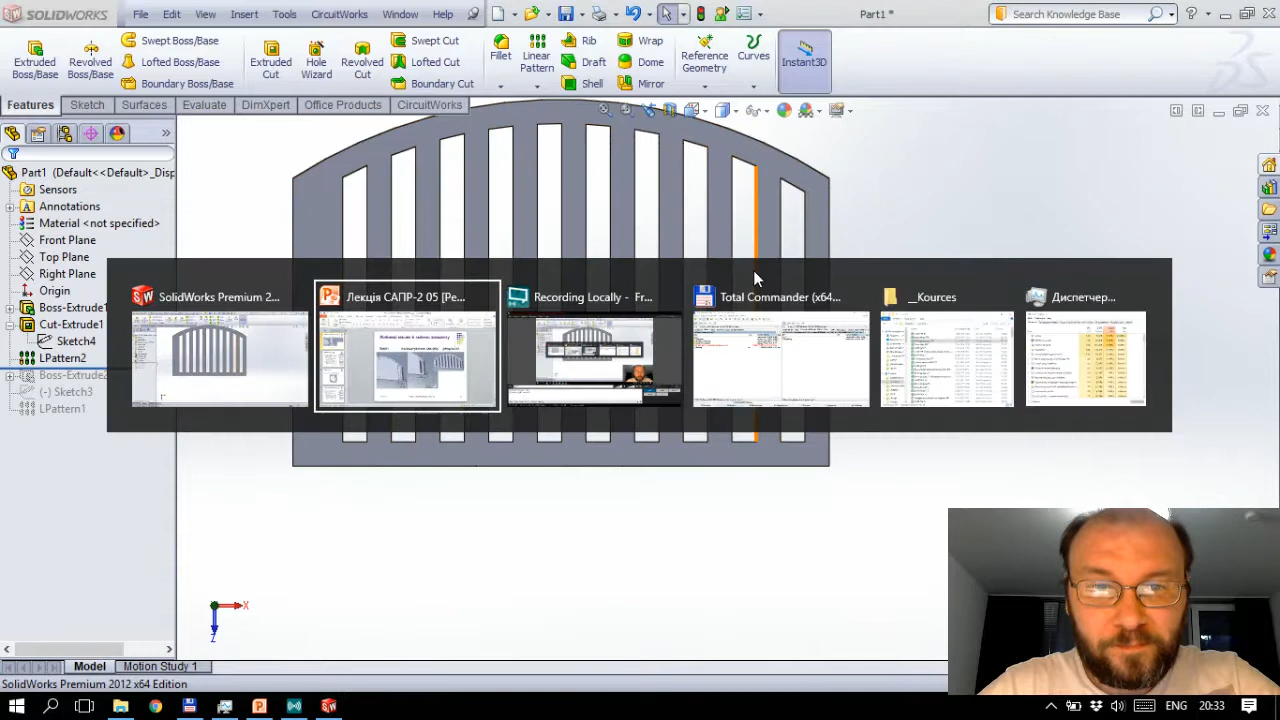 SOLIDWORKS File Edit View Insert Tools CircuitWorks Window Help Part1 * Search Knowledge Base
Extruded Boss/Base
Revolved Boss/Base
Swept Boss/Base
Lofted Boss/Base
Boundary Boss/Base
Extruded Cut
Hole Wizard
Revolved Cut
Swept Cut
Lofted Cut
Boundary Cut
Fillet
Linear Pattern
Rib
Draft
Shell
Wrap
Dome
Mirror
Reference Geometry
Curves
Instant3D
Features Sketch Surfaces Evaluate DimXpert Office Products CircuitWorks
Part1 (Default<<Default>_Disp
Sensors
Annotations
Material <not specified>
Front Plane
Top Plane
Right Plane
Origin
Boss-Extrude1
Cut-Extrude1
Sketch4
LPattern2
(-) Sketch3
LPattern1
SolidWorks Premium 2...
Лекція САПР-2 05 [Ре...
Recording Locally - Fr...
Total Commander (x64...
__Kources
Диспетчер...
X
Z
Model Motion Study 1
SolidWorks Premium 2012 x64 Edition
ENG 20:33